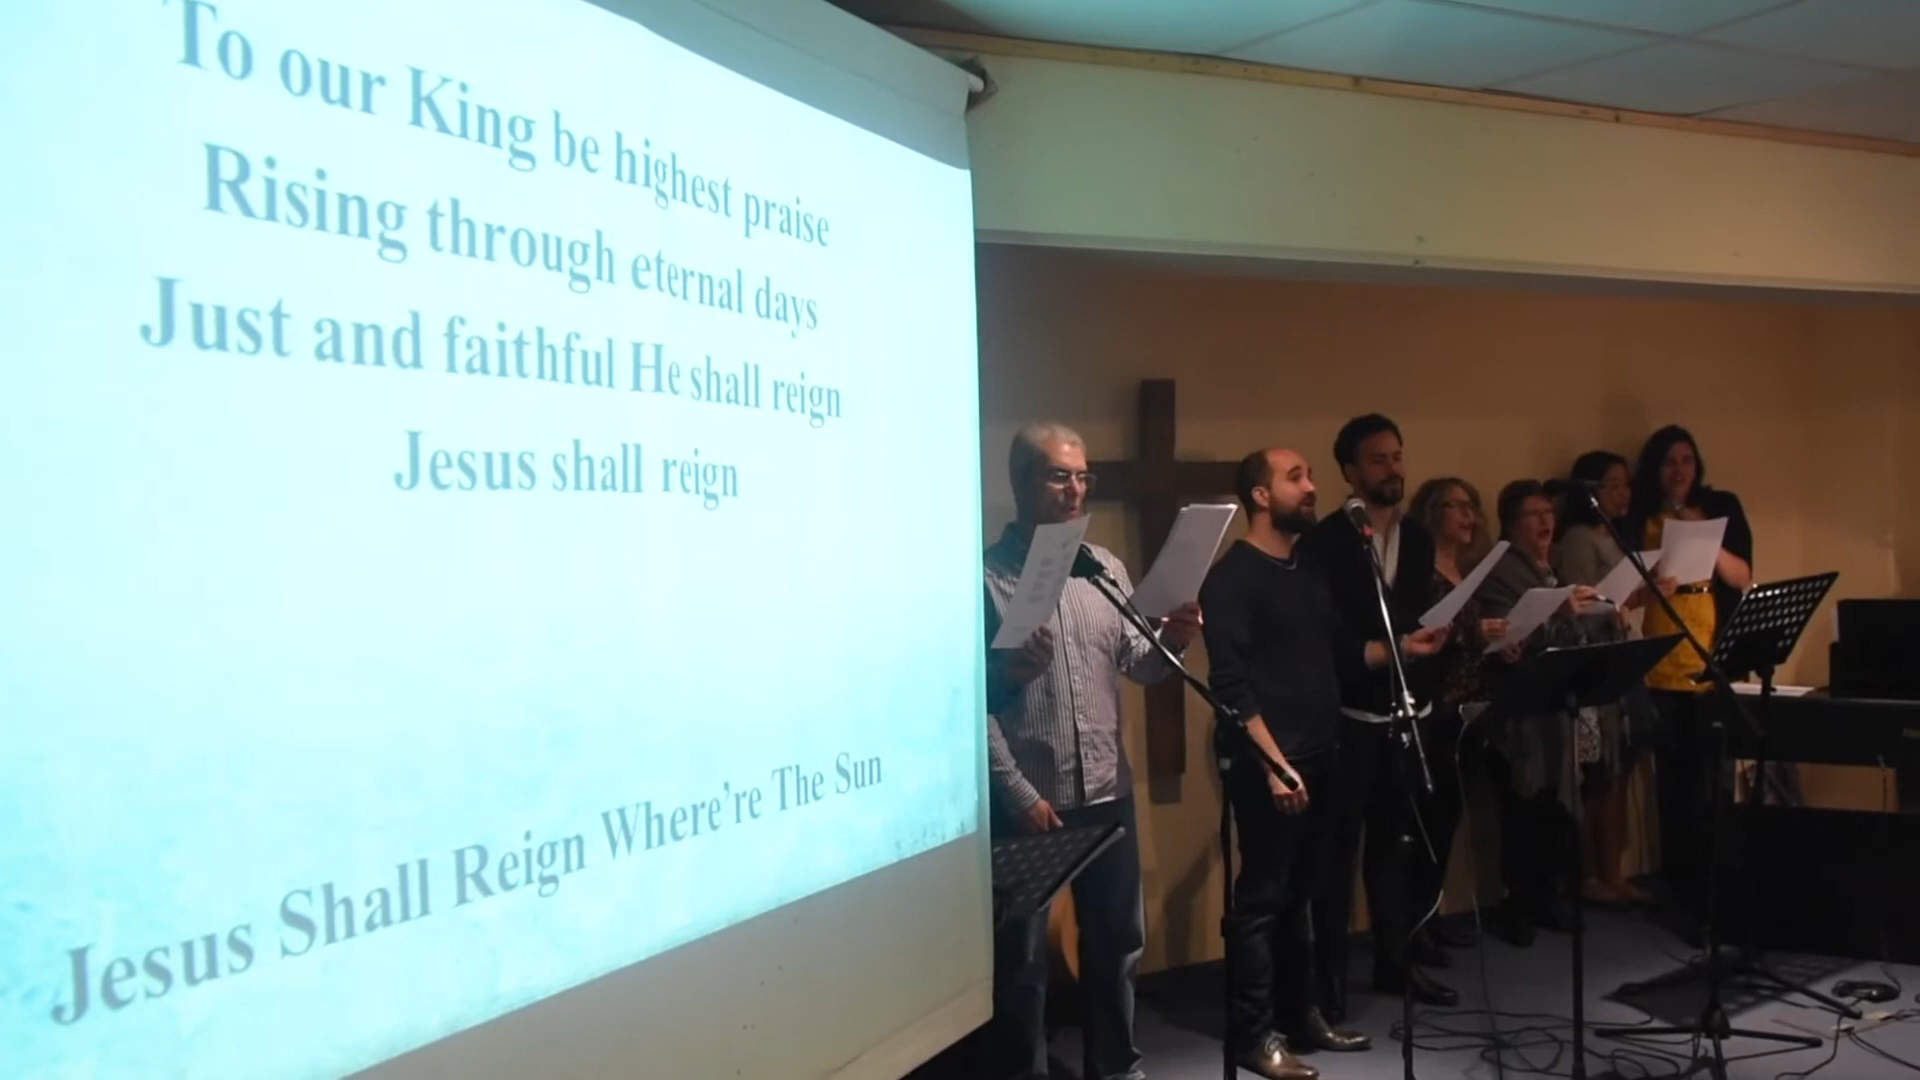 To our King be highest praise
Rising through eternal days
Just and faithful He shall reign
Jesus shall reign
Jesus Shall Reign Where're The Sun